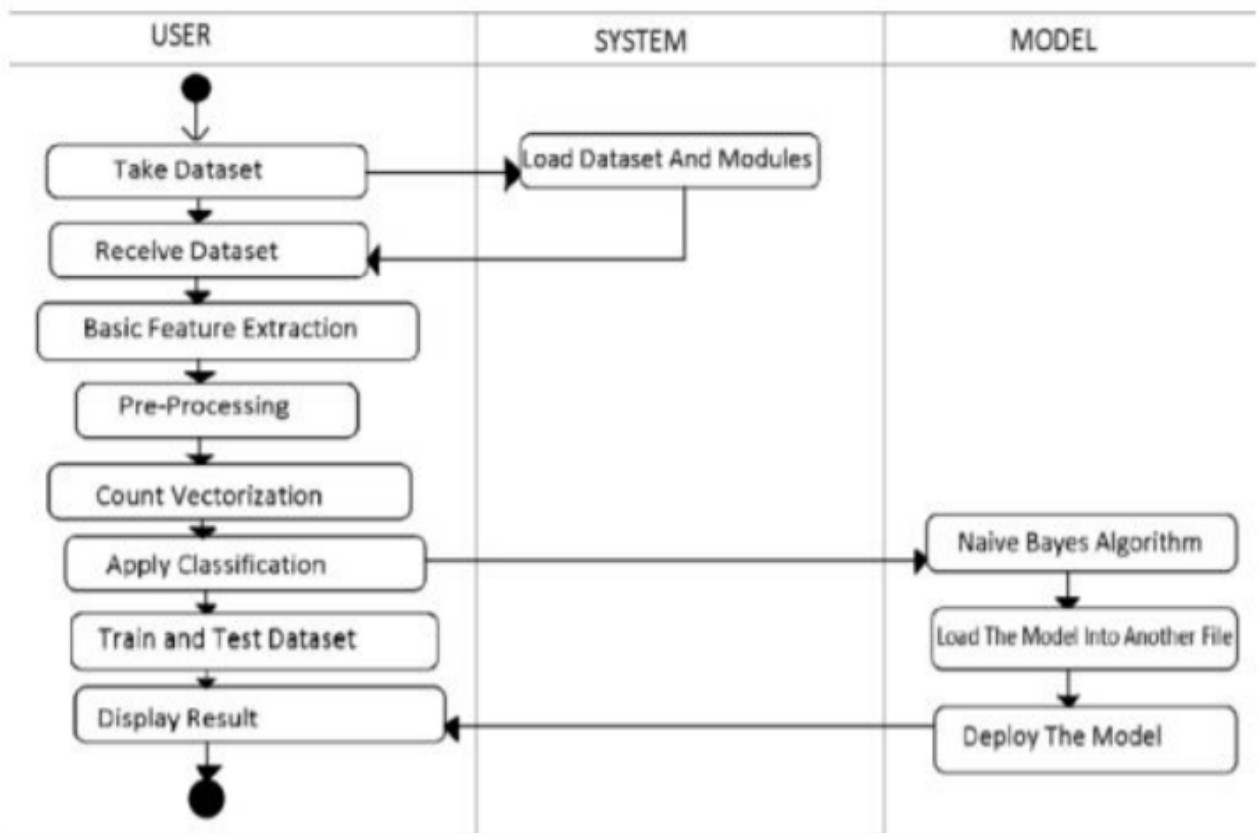 USER
SYSTEM
MODEL
Take Dataset
Load Dataset And Modules
Receive Dataset
Basic Feature Extraction
Pre-Processing
Count Vectorization
Apply Classification
Naive Bayes Algorithm
Train and Test Dataset
Load The Model Into Another File
Display Result
Deploy The Model